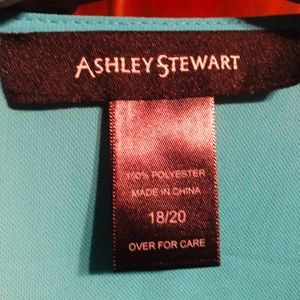 ASHLEY STEWART
100% POLYESTER
MADE IN CHINA
18/20
OVER FOR CARE